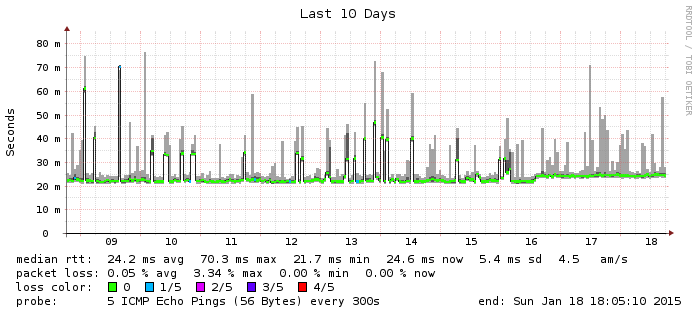 Last 10 Days
RRDTOOL / TOBI OETIKER
Seconds
80 m
70 m
60 m
50 m
40 m
30 m
20 m
10 m
0
09 10 11 12 13 14 15 16 17 18
median rtt: 24.2 ms avg 70.3 ms max 21.7 ms min 24.6 ms now 5.4 ms sd 4.5 am/s
packet loss: 0.05 % avg 3.34 % max 0.00 % min 0.00 % now
loss color: 0 1/5 2/5 3/5 4/5
probe: 5 ICMP Echo Pings (56 Bytes) every 300s end: Sun Jan 18 18:05:10 2015